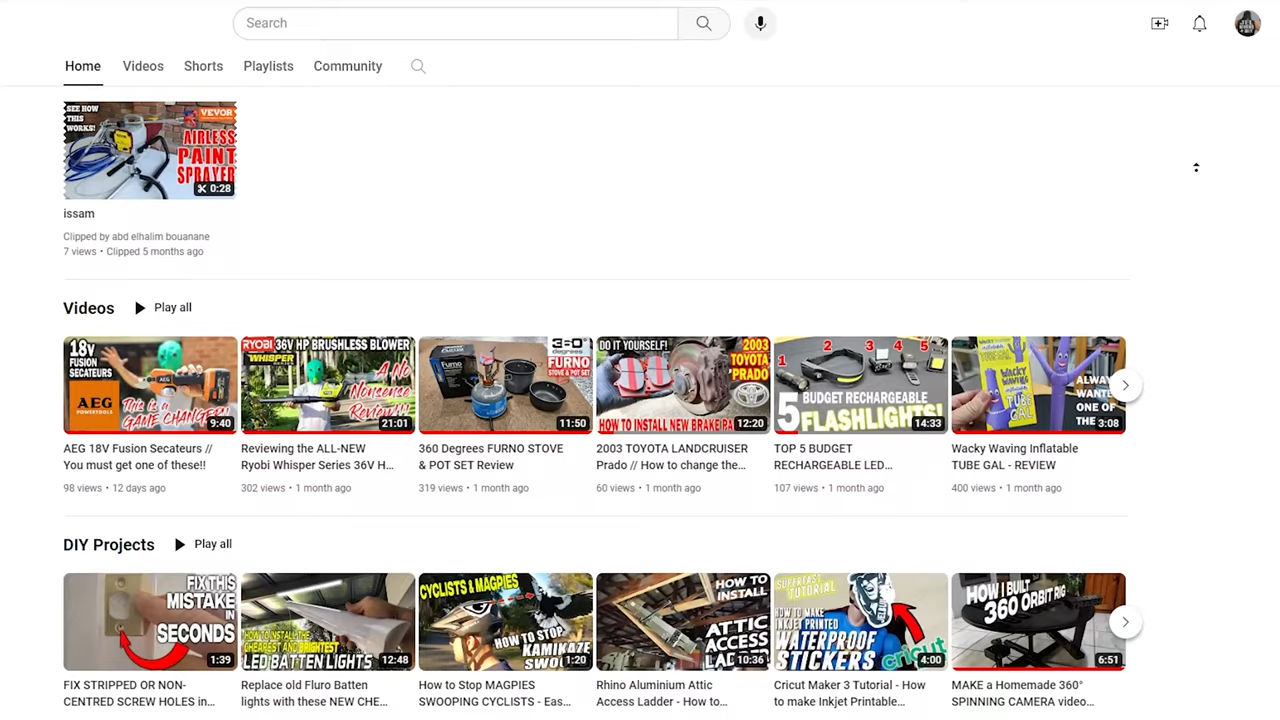 Search
Home Videos Shorts Playlists Community
SEE HOW
THIS
WORKS!
VEVOR
AIRLESS
PAINT
SPRAYER
0:28
issam
Clipped by abd elhalim bouanane
7 views • Clipped 5 months ago
Videos Play all
18v
FUSION
SECATEURS
AEG
POWERTOOLS
This is a
GAME CHANGER!
9:40
RYOBI 36V HP BRUSHLESS BLOWER
WHISPER
SERIES
A No
Nonsense
Review!!!
21:01
360
degrees
FURNO
STOVE
& POT SET
11:50
DO IT YOURSELF!
2003
TOYOTA
PRADO
HOW TO INSTALL NEW BRAKE PA
12:20
1 2 3 4 5
5 BUDGET RECHARGEABLE
FLASHLIGHTS!
14:33
WACKY WAVING
INFLATABLE
TUBE
GAL
ALWAY
WANTE
ONE OF
THE
3:08
AEG 18V Fusion Secateurs //
You must get one of these!!
98 views • 12 days ago
Reviewing the ALL-NEW
Ryobi Whisper Series 36V H...
302 views • 1 month ago
360 Degrees FURNO STOVE
& POT SET Review
319 views • 1 month ago
2003 TOYOTA LANDCRUISER
Prado // How to change the...
60 views • 1 month ago
TOP 5 BUDGET
RECHARGEABLE LED...
107 views • 1 month ago
Wacky Waving Inflatable
TUBE GAL - REVIEW
400 views • 1 month ago
DIY Projects Play all
FIX THIS
MISTAKE
IN
SECONDS
1:39
HOW TO INSTALL THE
CHEAPEST AND BRIGHTEST
LED BATTEN LIGHTS
12:48
CYCLISTS & MAGPIES
HOW TO STOP
KAMIKAZE
SWOO
1:20
HOW TO
INSTALL
ATTIC
ACCESS
LAD
10:36
SUPERFAST
TUTORIAL
HOW TO MAKE
INKJET PRINTED
WATERPROOF
STICKERS
cricut
4:00
HOW I BUILT
360 ORBIT RIG
6:51
FIX STRIPPED OR NON-
CENTRED SCREW HOLES in...
Replace old Fluro Batten
lights with these NEW CHE...
How to Stop MAGPIES
SWOOPING CYCLISTS - Eas...
Rhino Aluminium Attic
Access Ladder - How to...
Cricut Maker 3 Tutorial - How
to make Inkjet Printable...
MAKE a Homemade 360°
SPINNING CAMERA video...